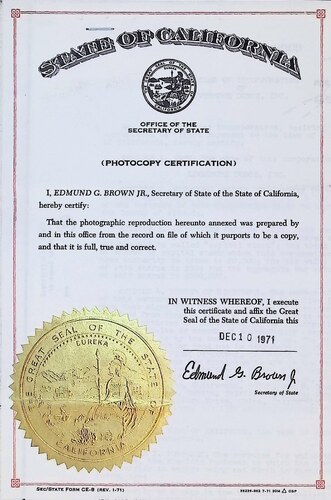 STATE OF CALIFORNIA
OFFICE OF THE
SECRETARY OF STATE
(PHOTOCOPY CERTIFICATION)
I, EDMUND G. BROWN JR., Secretary of State of the State of California,
hereby certify:
That the photographic reproduction hereunto annexed was prepared by
and in this office from the record on file of which it purports to be a copy,
and that it is full, true and correct.
IN WITNESS WHEREOF, I execute
this certificate and affix the Great
Seal of the State of California this
DEC 10 1971
Edmund G. Brown Jr
Secretary of State
GREAT SEAL OF THE STATE OF
EUREKA
CALIFORNIA
SEC/STATE FORM CE-8 (REV. 1-71)
OSP